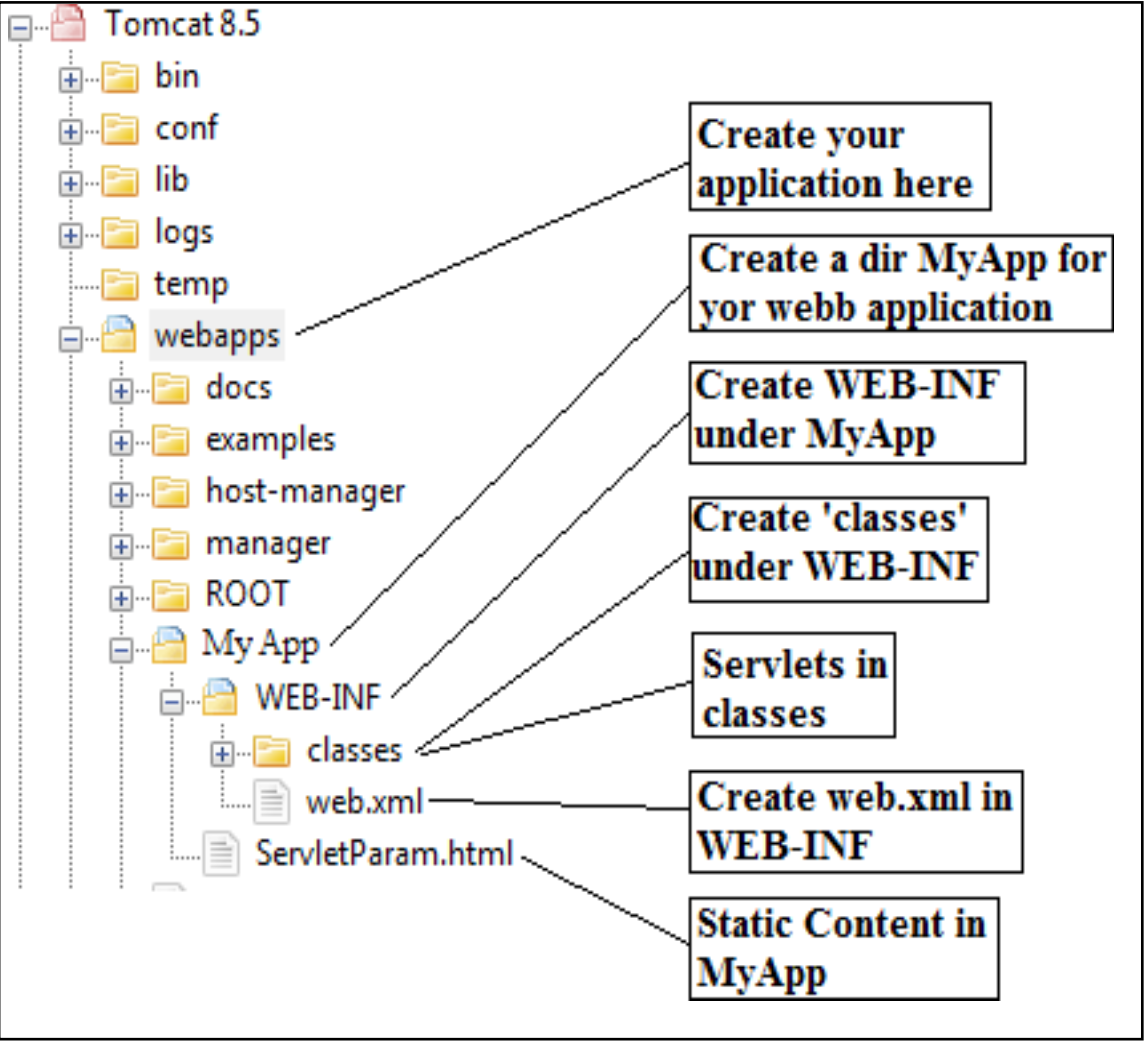 Tomcat 8.5
bin
conf
lib
logs
temp
webapps
docs
examples
host-manager
manager
ROOT
My App
WEB-INF
classes
web.xml
ServletParam.html
Create your
application here
Create a dir MyApp for
yor webb application
Create WEB-INF
under MyApp
Create 'classes'
under WEB-INF
Servlets in
classes
Create web.xml in
WEB-INF
Static Content in
MyApp